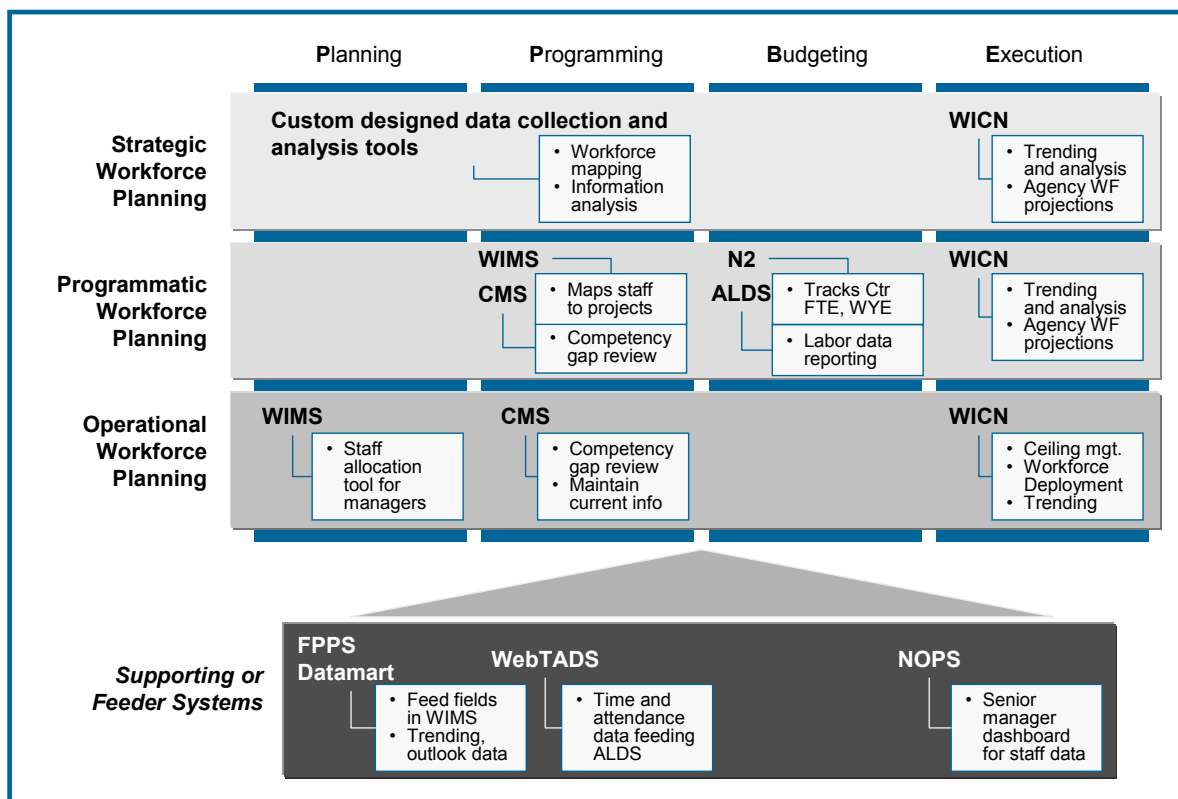 Planning
Programming
Budgeting
Execution
Strategic
Workforce
Planning
Custom designed data collection and
analysis tools
• Workforce
mapping
• Information
analysis
WICN
• Trending
and analysis
• Agency WF
projections
Programmatic
Workforce
Planning
WIMS
• Maps staff
to projects
CMS
• Competency
gap review
N2
• Tracks Ctr
FTE, WYE
ALDS
• Labor data
reporting
WICN
• Trending
and analysis
• Agency WF
projections
Operational
Workforce
Planning
WIMS
• Staff
allocation
tool for
managers
CMS
• Competency
gap review
• Maintain
current info
WICN
• Ceiling mgt.
• Workforce
Deployment
• Trending
Supporting or
Feeder Systems
FPPS
Datamart
• Feed fields
in WIMS
• Trending,
outlook data
WebTADS
• Time and
attendance
data feeding
ALDS
NOPS
• Senior
manager
dashboard
for staff data